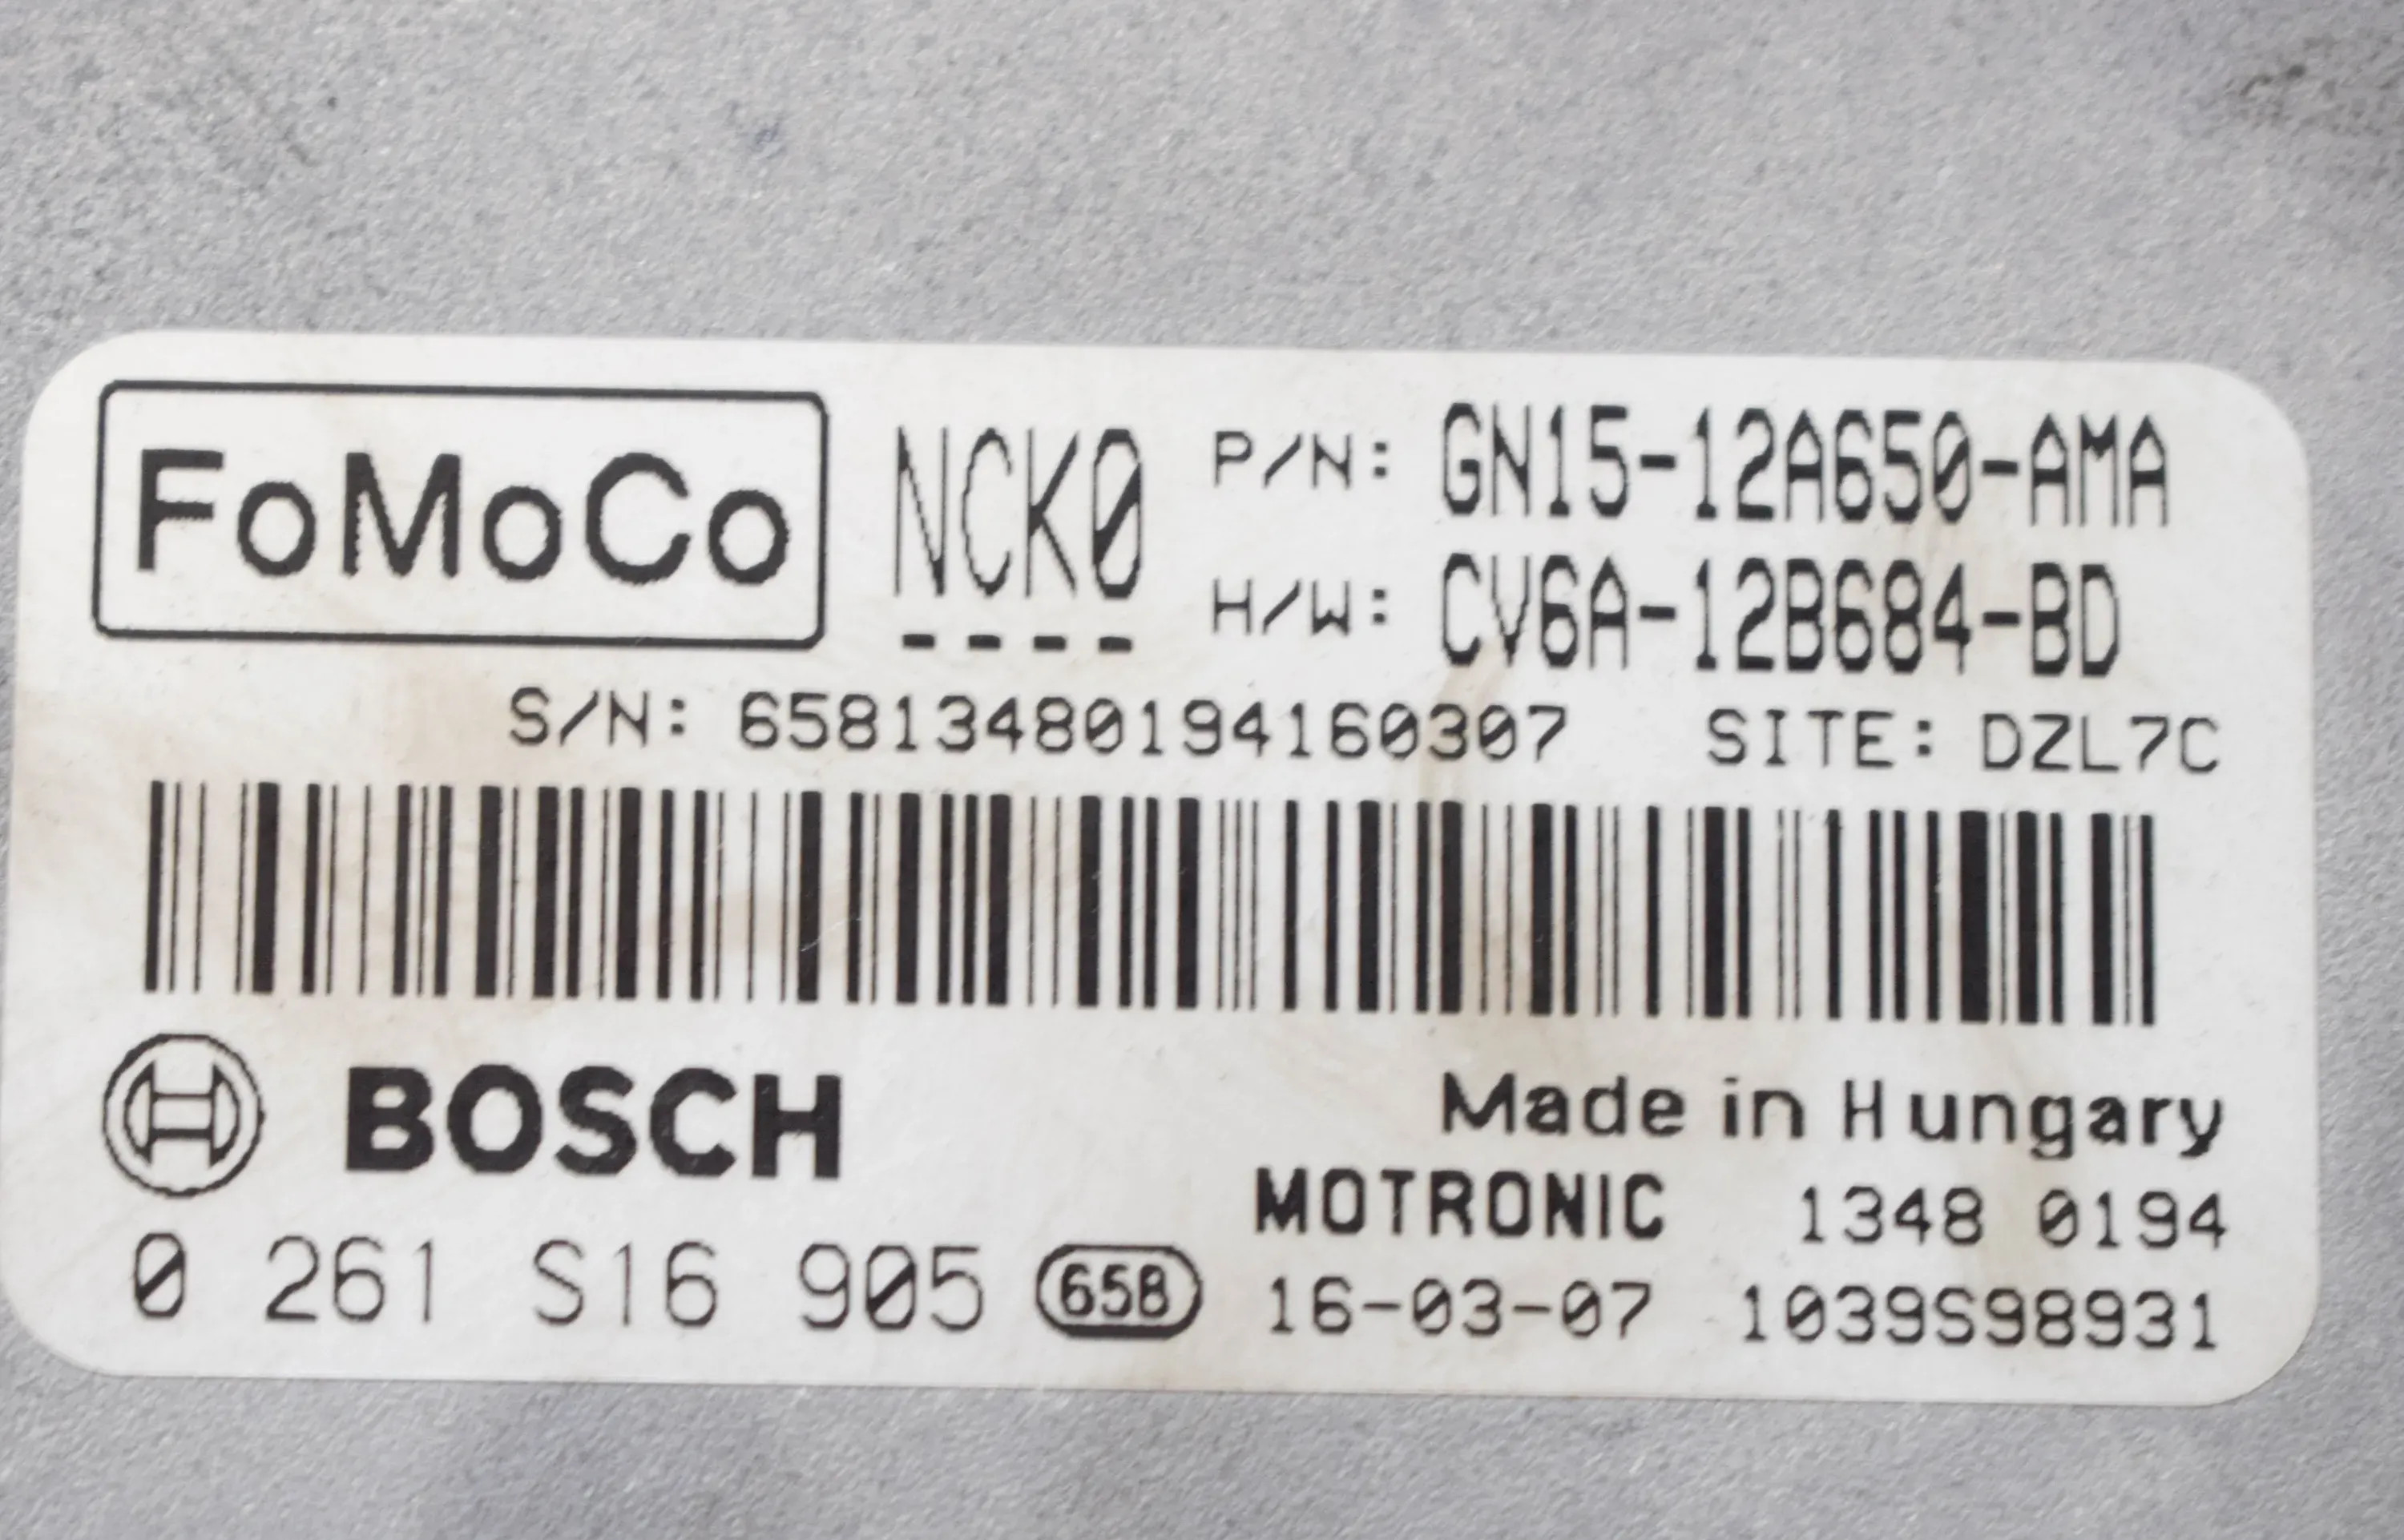 FoMoCo NCK0 P/N: GN15-12A650-AMA
---- H/W: CV6A-12B684-BD
S/N: 65813480194160307 SITE: DZL7C
BOSCH Made in Hungary
MOTRONIC 1348 0194
0 261 S16 905 658 16-03-07 1039S98931